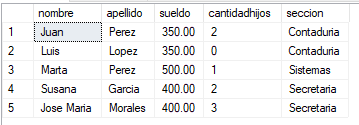 nombre apellido sueldo cantidadhijos seccion
1 Juan Perez 350.00 2 Contaduria
2 Luis Lopez 350.00 0 Contaduria
3 Marta Perez 500.00 1 Sistemas
4 Susana Garcia 400.00 2 Secretaria
5 Jose Maria Morales 400.00 3 Secretaria